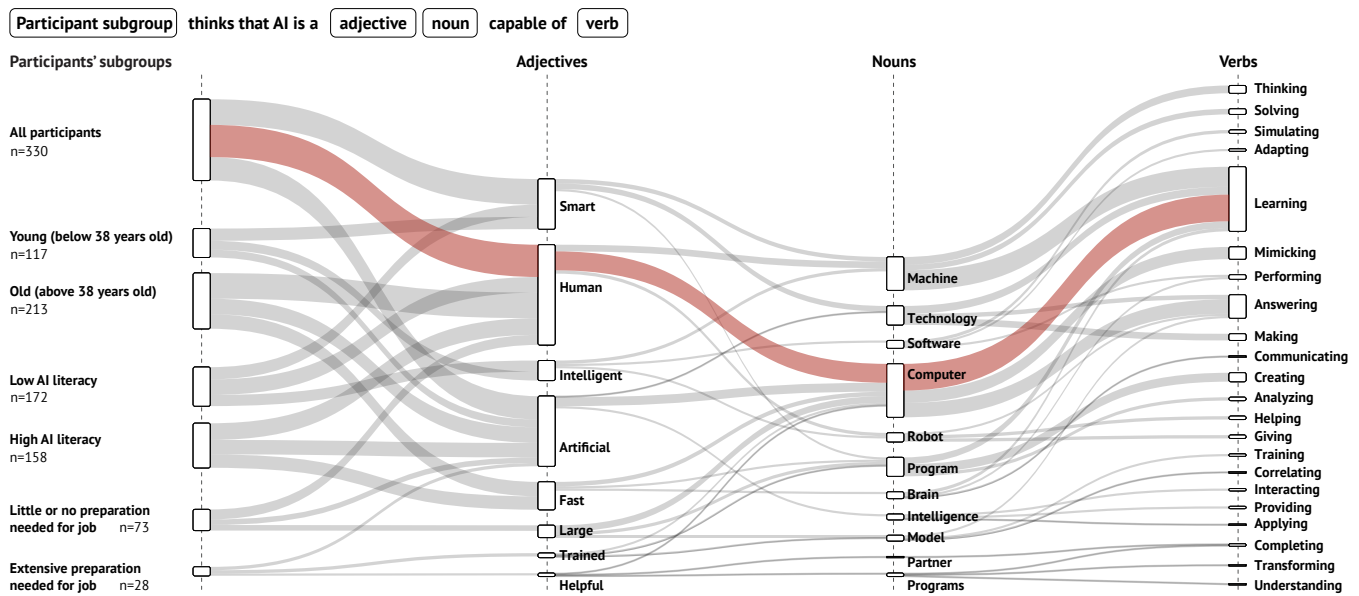 Participant subgroup thinks that AI is a adjective noun capable of verb
Participants’ subgroups
Adjectives
Nouns
Verbs
All participants
n=330
Young (below 38 years old)
n=117
Old (above 38 years old)
n=213
Low AI literacy
n=172
High AI literacy
n=158
Little or no preparation
needed for job n=73
Extensive preparation
needed for job n=28
Smart
Human
Intelligent
Artificial
Fast
Large
Trained
Helpful
Machine
Technology
Software
Computer
Robot
Program
Brain
Intelligence
Model
Partner
Programs
Thinking
Solving
Simulating
Adapting
Learning
Mimicking
Performing
Answering
Making
Communicating
Creating
Analyzing
Helping
Giving
Training
Correlating
Interacting
Providing
Applying
Completing
Transforming
Understanding